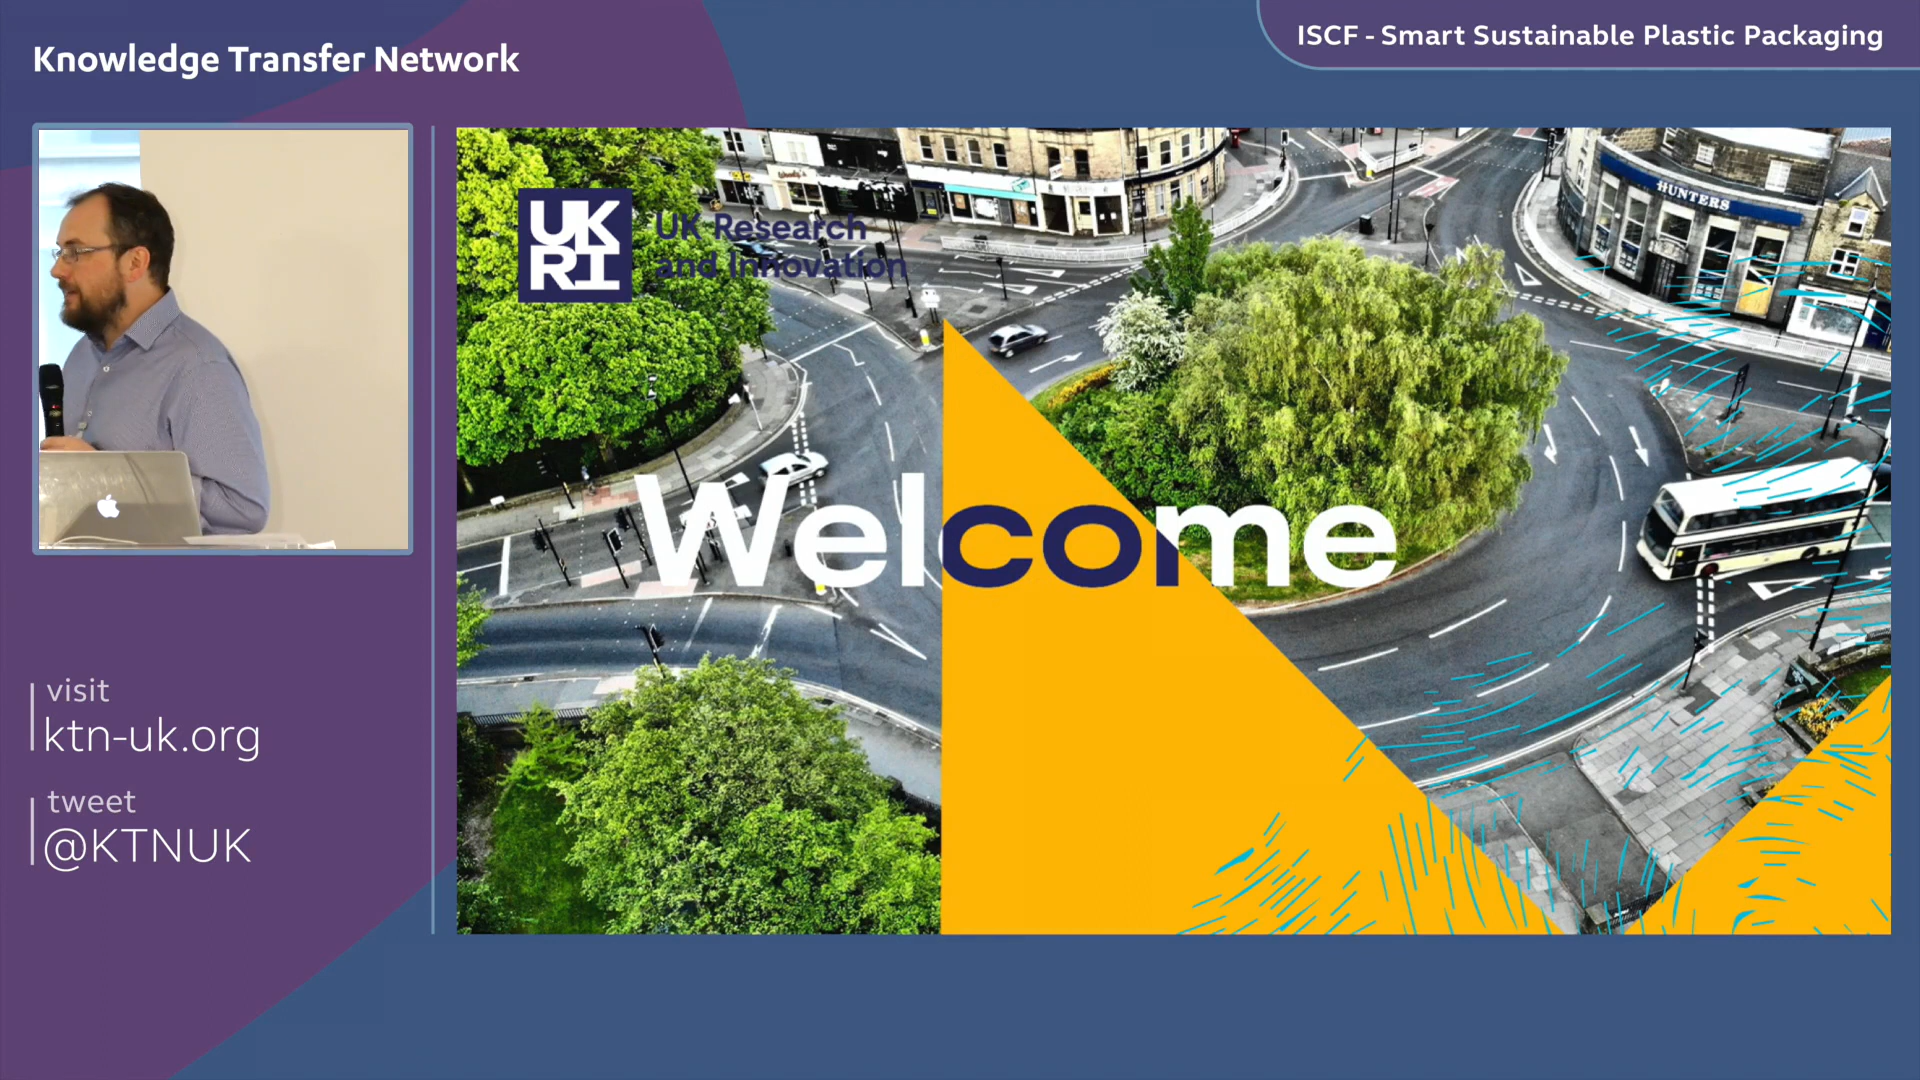 Knowledge Transfer Network
ISCF - Smart Sustainable Plastic Packaging
UK
RI
UK Research
and Innovation
HUNTERS
Welcome
visit
ktn-uk.org
tweet
@KTNUK